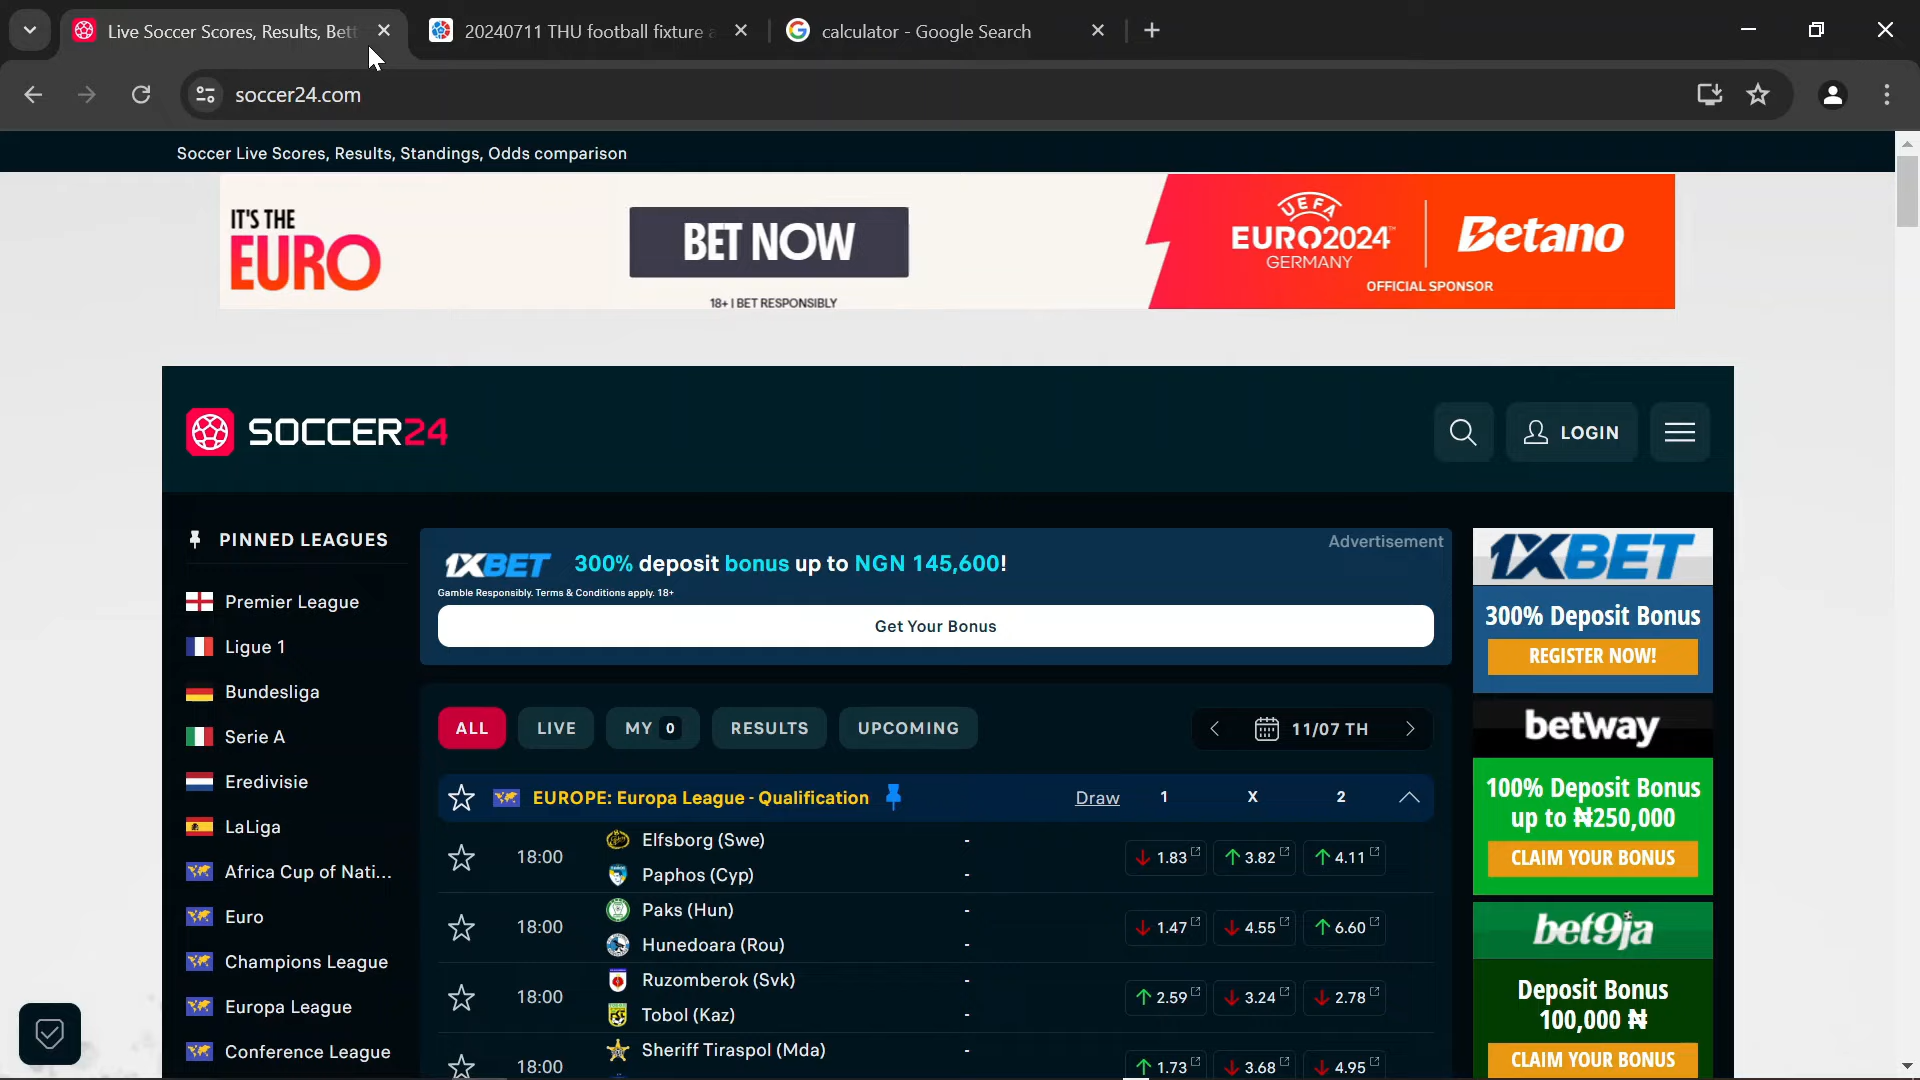 Live Soccer Scores, Results, Bett
20240711 THU football fixture a
calculator - Google Search
soccer24.com
Soccer Live Scores, Results, Standings, Odds comparison
IT'S THE
EURO
BET NOW
18+ | BET RESPONSIBLY
UEFA
EURO2024
GERMANY
Betano
OFFICIAL SPONSOR
SOCCER24
LOGIN
PINNED LEAGUES
Premier League
Ligue 1
Bundesliga
Serie A
Eredivisie
LaLiga
Africa Cup of Nati...
Euro
Champions League
Europa League
Conference League
Advertisement
1XBET 300% deposit bonus up to NGN 145,600!
Gamble Responsibly. Terms & Conditions apply. 18+
Get Your Bonus
ALL LIVE MY 0 RESULTS UPCOMING 11/07 TH
EUROPE: Europa League - Qualification Draw 1 X 2
18:00 Elfsborg (Swe) - 1.83 3.82 4.11
Paphos (Cyp) -
18:00 Paks (Hun) - 1.47 4.55 6.60
Hunedoara (Rou) -
18:00 Ruzomberok (Svk) - 2.59 3.24 2.78
Tobol (Kaz) -
18:00 Sheriff Tiraspol (Mda) - 1.73 3.68 4.95
1XBET
300% Deposit Bonus
REGISTER NOW!
betway
100% Deposit Bonus
up to ₦250,000
CLAIM YOUR BONUS
bet9ja
Deposit Bonus
100,000 ₦
CLAIM YOUR BONUS